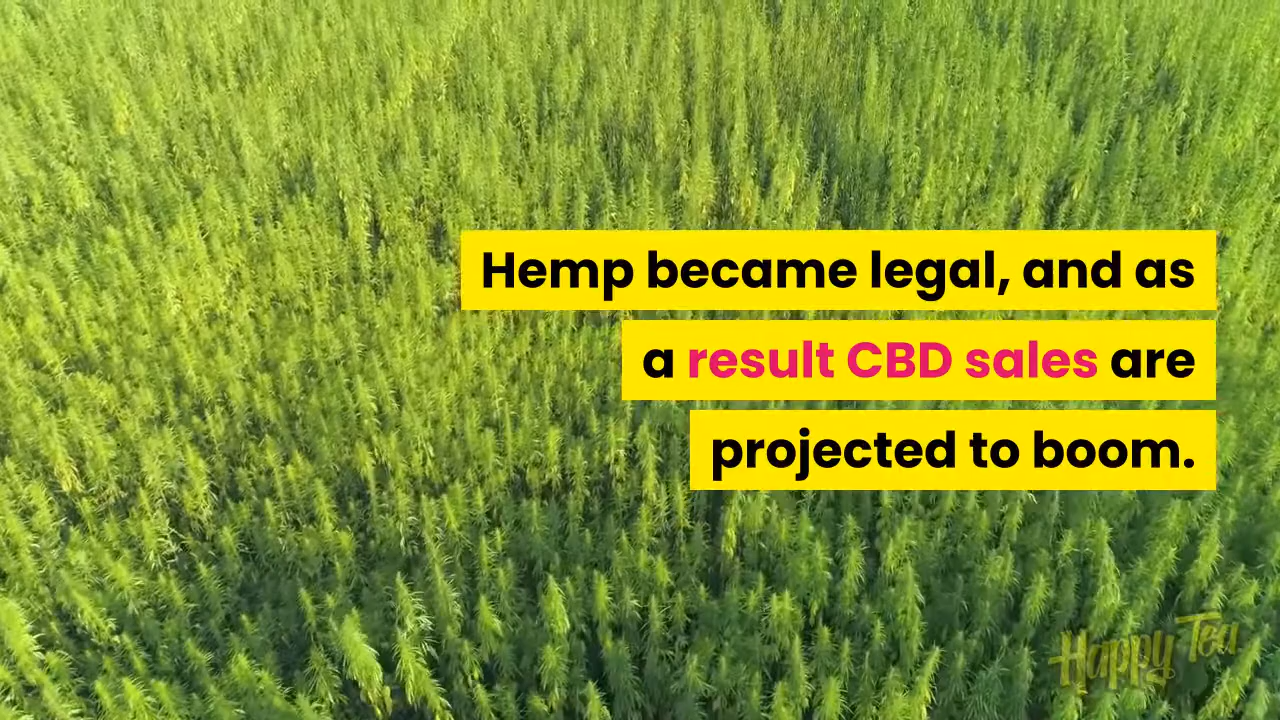 Hemp became legal, and as
a result CBD sales are
projected to boom.
Happy Tea